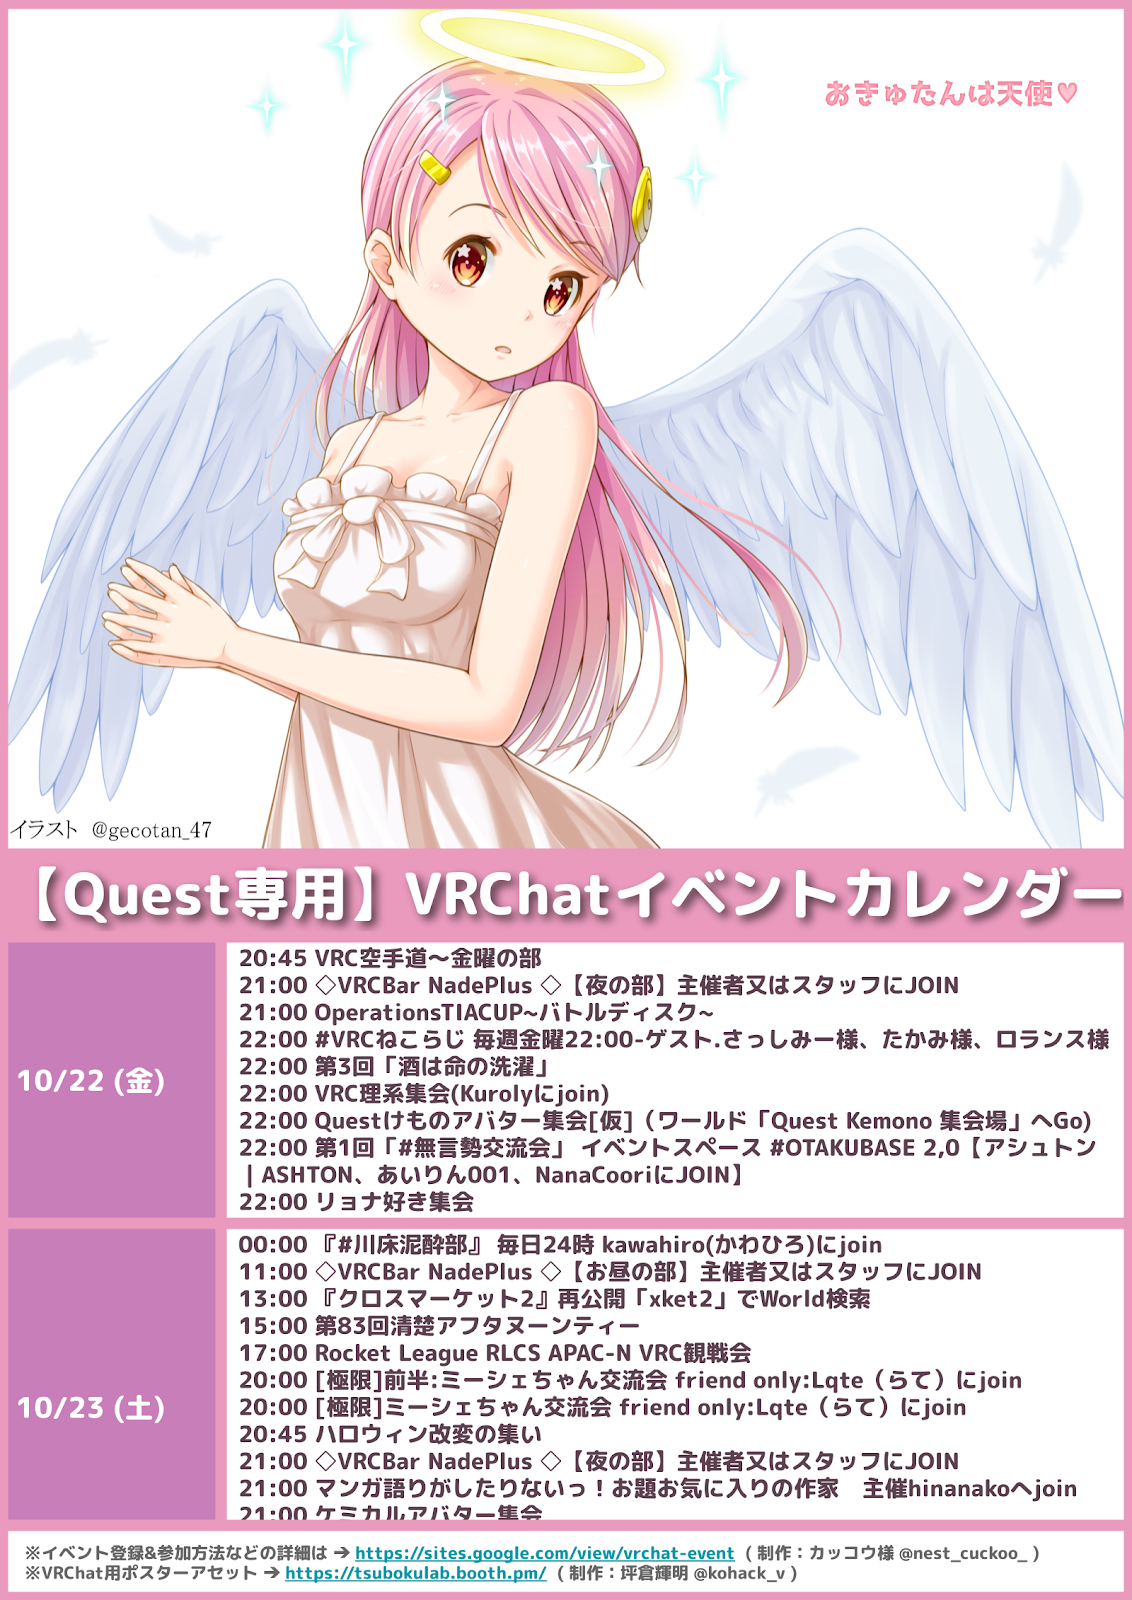 おきゅたんは天使♥
イラスト @gecotan_47
【Quest専用】VRChatイベントカレンダー
10/22 (金)
20:45 VRC空手道～金曜の部
21:00 ◇VRCBar NadePlus ◇【夜の部】主催者又はスタッフにJOIN
21:00 OperationsTIACUP~バトルディスク~
22:00 #VRCねこらじ 毎週金曜22:00-ゲスト.さっしみー様、たかみ様、ロランス様
22:00 第3回「酒は命の洗濯」
22:00 VRC理系集会(Kurolyにjoin)
22:00 Questけものアバター集会[仮]（ワールド「Quest Kemono 集会場」へGo)
22:00 第1回「#無言勢交流会」 イベントスペース #OTAKUBASE 2,0【アシュトン
｜ASHTON、あいりん001、NanaCooriにJOIN】
22:00 リョナ好き集会
10/23 (土)
00:00 『#川床泥酔部』 毎日24時 kawahiro(かわひろ)にjoin
11:00 ◇VRCBar NadePlus ◇【お昼の部】主催者又はスタッフにJOIN
13:00 『クロスマーケット2』再公開「xket2」でWorld検索
15:00 第83回清楚アフタヌーンティー
17:00 Rocket League RLCS APAC-N VRC観戦会
20:00 [極限]前半:ミーシェちゃん交流会 friend only:Lqte（らて）にjoin
20:00 [極限]ミーシェちゃん交流会 friend only:Lqte（らて）にjoin
20:45 ハロウィン改変の集い
21:00 ◇VRCBar NadePlus ◇【夜の部】主催者又はスタッフにJOIN
21:00 マンガ語りがしたりないっ！お題お気に入りの作家　主催hinanakoへjoin
21:00 ケミカルアバター集会
※イベント登録&参加方法などの詳細は → https://sites.google.com/view/vrchat-event ( 制作：カッコウ様 @nest_cuckoo_ )
※VRChat用ポスターアセット → https://tsubokulab.booth.pm/ ( 制作：坪倉輝明 @kohack_v )